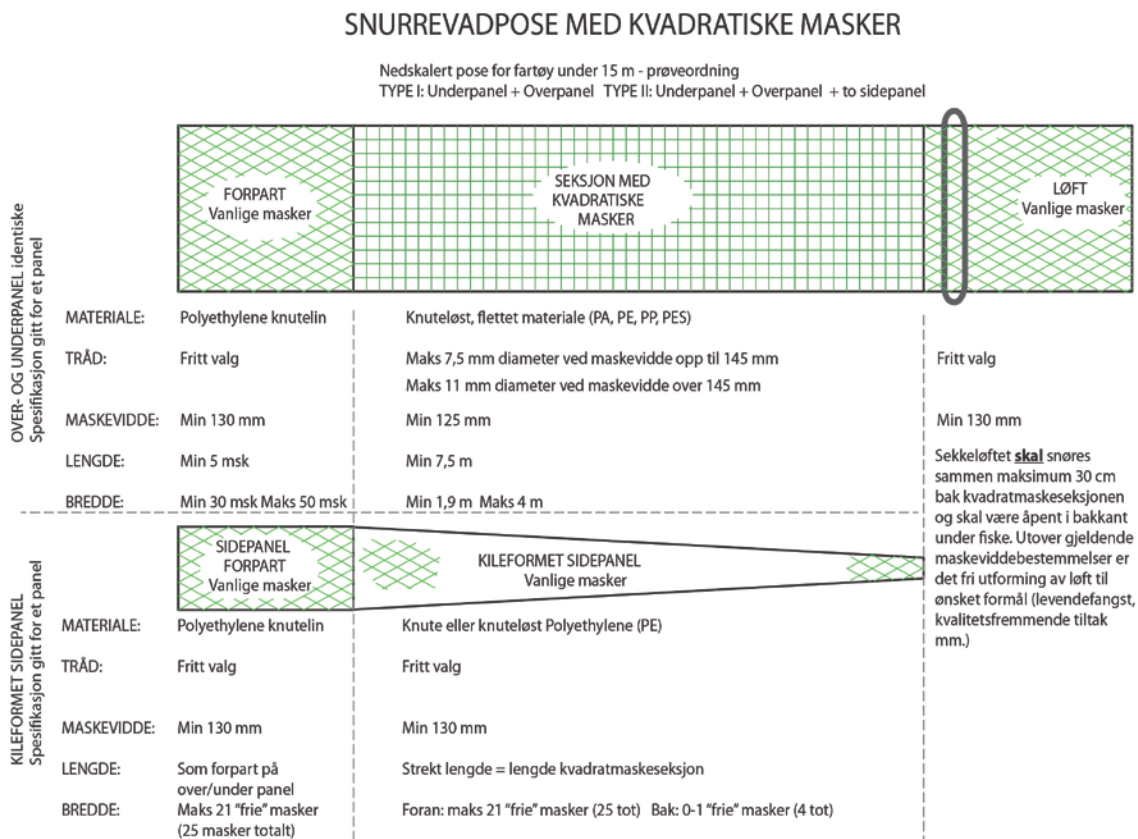 SNURREVADPOSE MED KVADRATISKE MASKER
Nedskalert pose for fartøy under 15 m - prøveordning
TYPE I: Underpanel + Overpanel TYPE II: Underpanel + Overpanel + to sidepanel
FORPART
Vanlige masker
SEKSJON MED
KVADRATISKE
MASKER
LØFT
Vanlige masker
OVER- OG UNDERPANEL identiske
Spesifikasjon gitt for et panel
MATERIALE: Polyethylene knutelin Knuteløst, flettet materiale (PA, PE, PP, PES)
TRÅD: Fritt valg Maks 7,5 mm diameter ved maskevidde opp til 145 mm Fritt valg
Maks 11 mm diameter ved maskevidde over 145 mm
MASKEVIDDE: Min 130 mm Min 125 mm Min 130 mm
LENGDE: Min 5 msk Min 7,5 m
BREDDE: Min 30 msk Maks 50 msk Min 1,9 m Maks 4 m
Sekkeløftet skal snøres
sammen maksimum 30 cm
bak kvadratmaskeseksjonen
og skal være åpent i bakkant
under fiske. Utover gjeldende
maskeviddebestemmelser er
det fri utforming av løft til
ønsket formål (levendefangst,
kvalitetsfremmende tiltak
mm.)
KILEFORMET SIDEPANEL
Spesifikasjon gitt for et panel
SIDEPANEL
FORPART
Vanlige masker
KILEFORMET SIDEPANEL
Vanlige masker
MATERIALE: Polyethylene knutelin Knute eller knuteløst Polyethylene (PE)
TRÅD: Fritt valg Fritt valg
MASKEVIDDE: Min 130 mm Min 130 mm
LENGDE: Som forpart på Strekt lengde = lengde kvadratmaskeseksjon
over/under panel
BREDDE: Maks 21 "frie" masker Foran: maks 21 "frie" masker (25 tot) Bak: 0-1 "frie" masker (4 tot)
(25 masker totalt)